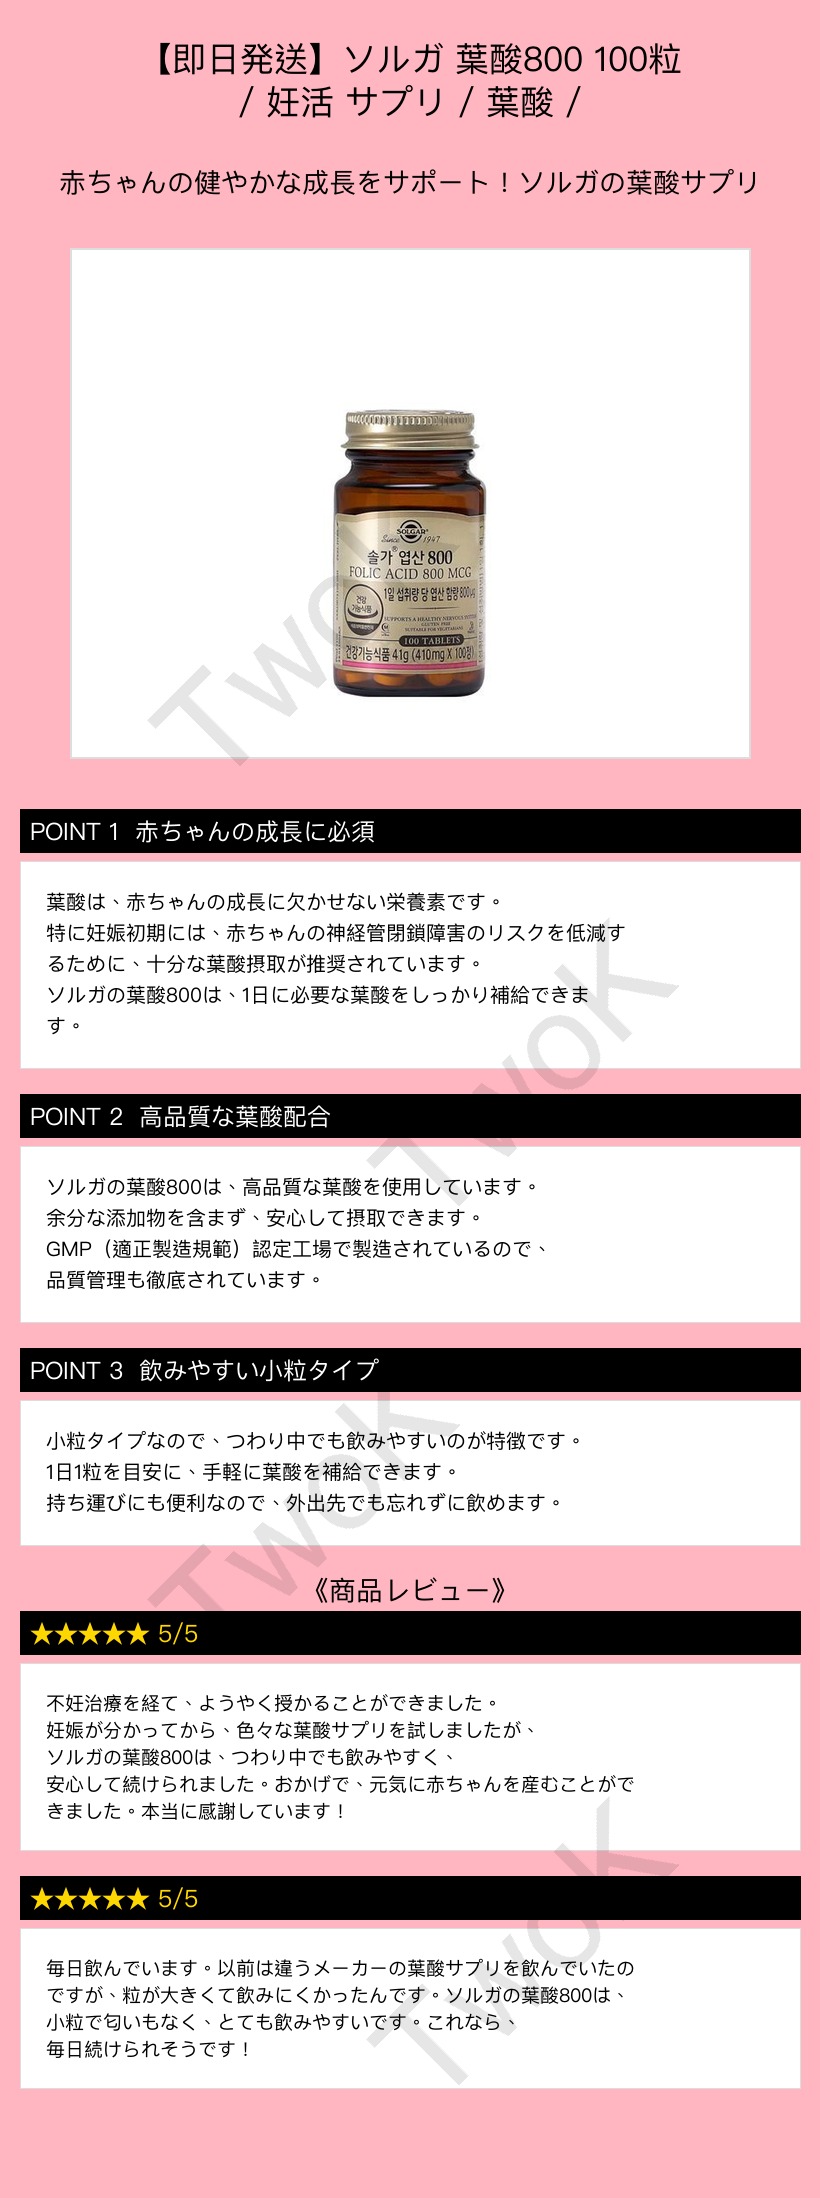 【即日発送】ソルガ 葉酸800 100粒
/ 妊活 サプリ / 葉酸 /
赤ちゃんの健やかな成長をサポート！ソルガの葉酸サプリ
SOLGAR
Since 1947
솔가® 엽산 800
FOLIC ACID 800 MCG
1일 섭취량 당 엽산 함량 800μg
건강
기능식품
SUPPORTS A HEALTHY NERVOUS SYSTEM
GLUTEN FREE
SUITABLE FOR VEGETARIANS
100 TABLETS
건강기능식품 41g (410mg X 100정)
TwoK
POINT 1 赤ちゃんの成長に必須
葉酸は、赤ちゃんの成長に欠かせない栄養素です。
特に妊娠初期には、赤ちゃんの神経管閉鎖障害のリスクを低減す
るために、十分な葉酸摂取が推奨されています。
ソルガの葉酸800は、1日に必要な葉酸をしっかり補給できま
す。
TwoK
POINT 2 高品質な葉酸配合
ソルガの葉酸800は、高品質な葉酸を使用しています。
余分な添加物を含まず、安心して摂取できます。
GMP（適正製造規範）認定工場で製造されているので、
品質管理も徹底されています。
POINT 3 飲みやすい小粒タイプ
小粒タイプなので、つわり中でも飲みやすいのが特徴です。
1日1粒を目安に、手軽に葉酸を補給できます。
持ち運びにも便利なので、外出先でも忘れずに飲めます。
TwoK
《商品レビュー》
★★★★★ 5/5
不妊治療を経て、ようやく授かることができました。
妊娠が分かってから、色々な葉酸サプリを試しましたが、
ソルガの葉酸800は、つわり中でも飲みやすく、
安心して続けられました。おかげで、元気に赤ちゃんを産むことがで
きました。本当に感謝しています！
★★★★★ 5/5
毎日飲んでいます。以前は違うメーカーの葉酸サプリを飲んでいたの
ですが、粒が大きくて飲みにくかったんです。ソルガの葉酸800は、
小粒で匂いもなく、とても飲みやすいです。これなら、
毎日続けられそうです！
TwoK